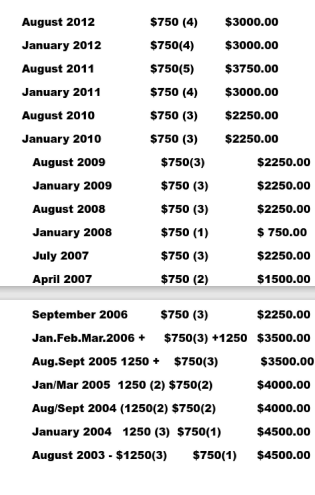 August 2012 $750 (4) $3000.00
January 2012 $750(4) $3000.00
August 2011 $750(5) $3750.00
January 2011 $750 (4) $3000.00
August 2010 $750 (3) $2250.00
January 2010 $750 (3) $2250.00
August 2009 $750(3) $2250.00
January 2009 $750 (3) $2250.00
August 2008 $750 (3) $2250.00
January 2008 $750 (1) $ 750.00
July 2007 $750 (3) $2250.00
April 2007 $750 (2) $1500.00
September 2006 $750 (3) $2250.00
Jan.Feb.Mar.2006 + $750(3) +1250 $3500.00
Aug.Sept 2005 1250 + $750(3) $3500.00
Jan/Mar 2005 1250 (2) $750(2) $4000.00
Aug/Sept 2004 (1250(2) $750(2) $4000.00
January 2004 1250 (3) $750(1) $4500.00
August 2003 - $1250(3) $750(1) $4500.00